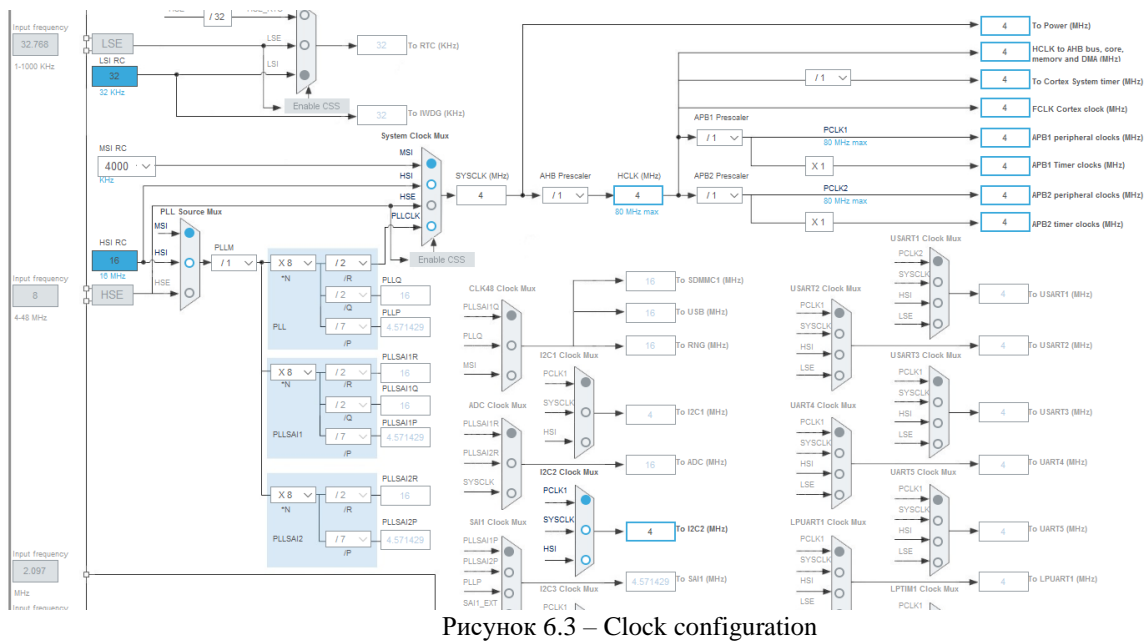 Input frequency
32.768
1-1000 KHz
LSE
LSI RC
32
32 KHz
/ 32
LSE
LSI
32
To RTC (KHz)
Enable CSS
32
To IWDG (KHz)
System Clock Mux
MSI RC
4000
KHz
MSI
HSI
HSE
PLLCLK
Enable CSS
SYSCLK (MHz)
4
AHB Prescaler
/ 1
HCLK (MHz)
4
80 MHz max
APB1 Prescaler
/ 1
PCLK1
80 MHz max
X 1
APB2 Prescaler
/ 1
PCLK2
80 MHz max
X 1
/ 1
4
To Power (MHz)
4
HCLK to AHB bus, core,
memory and DMA (MHz)
4
To Cortex System timer (MHz)
4
FCLK Cortex clock (MHz)
4
APB1 peripheral clocks (MHz)
4
APB1 Timer clocks (MHz)
4
APB2 peripheral clocks (MHz)
4
APB2 timer clocks (MHz)
HSI RC
16
16 MHz
Input frequency
8
4-48 MHz
HSE
PLL Source Mux
MSI
HSI
HSE
PLLM
/ 1
X 8
*N
/ 2
/R
PLLQ
/ 2
16
/Q
PLLP
PLL
/ 7
4.571429
/P
PLLSAI1R
X 8
/ 2
16
*N
/R
PLLSAI1Q
/ 2
16
/Q
PLLSAI1P
PLLSAI1
/ 7
4.571429
/P
PLLSAI2R
X 8
/ 2
16
*N
/R
PLLSAI2P
PLLSAI2
/ 7
4.571429
/P
CLK48 Clock Mux
PLLSAI1Q
PLLQ
MSI
16
To SDMMC1 (MHz)
16
To USB (MHz)
16
To RNG (MHz)
I2C1 Clock Mux
PCLK1
SYSCLK
HSI
4
To I2C1 (MHz)
ADC Clock Mux
PLLSAI1R
PLLSAI2R
SYSCLK
16
To ADC (MHz)
I2C2 Clock Mux
PCLK1
SYSCLK
HSI
4
To I2C2 (MHz)
SAI1 Clock Mux
PLLSAI1P
PLLSAI2P
PLLP
SAI1_EXT
4.571429
To SAI1 (MHz)
I2C3 Clock Mux
PCLK1
USART1 Clock Mux
PCLK2
SYSCLK
HSI
LSE
4
To USART1 (MHz)
USART2 Clock Mux
PCLK1
SYSCLK
HSI
LSE
4
To USART2 (MHz)
USART3 Clock Mux
PCLK1
SYSCLK
HSI
LSE
4
To USART3 (MHz)
UART4 Clock Mux
PCLK1
SYSCLK
HSI
LSE
4
To UART4 (MHz)
UART5 Clock Mux
PCLK1
SYSCLK
HSI
LSE
4
To UART5 (MHz)
LPUART1 Clock Mux
PCLK1
SYSCLK
HSI
LSE
4
To LPUART1 (MHz)
LPTIM1 Clock Mux
PCLK1
Input frequency
2.097
MHz
Input frequency
Рисунок 6.3 – Clock configuration